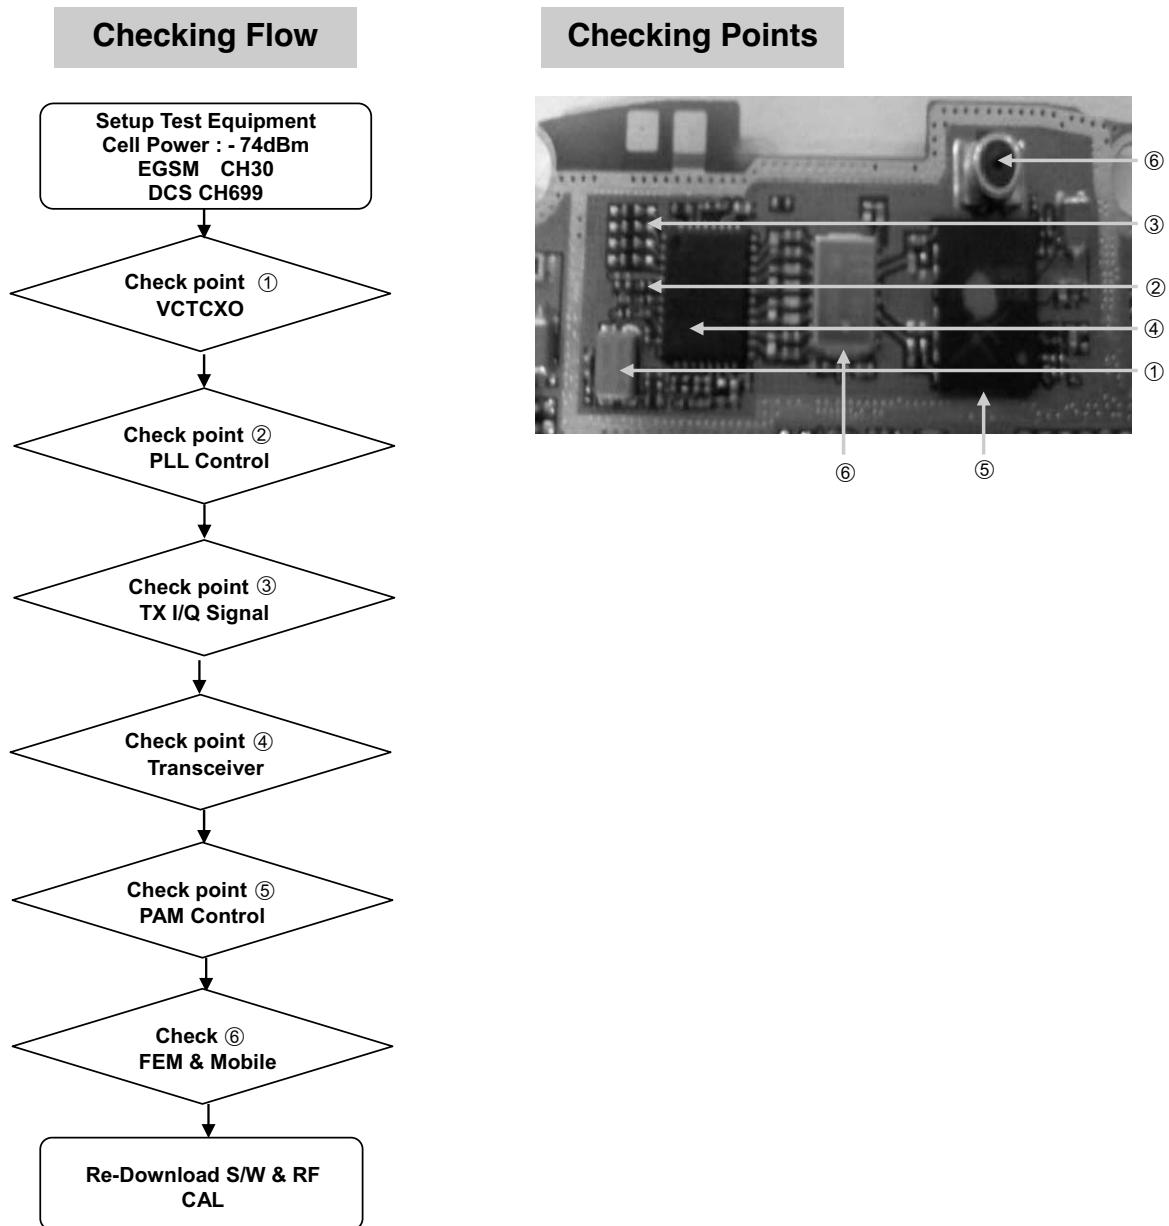 Checking Flow
Setup Test Equipment
Cell Power : - 74dBm
EGSM CH30
DCS CH699
Check point ①
VCTCXO
Check point ②
PLL Control
Check point ③
TX I/Q Signal
Check point ④
Transceiver
Check point ⑤
PAM Control
Check ⑥
FEM & Mobile
Re-Download S/W & RF
CAL
Checking Points
⑥
③
②
④
①
⑥
⑤